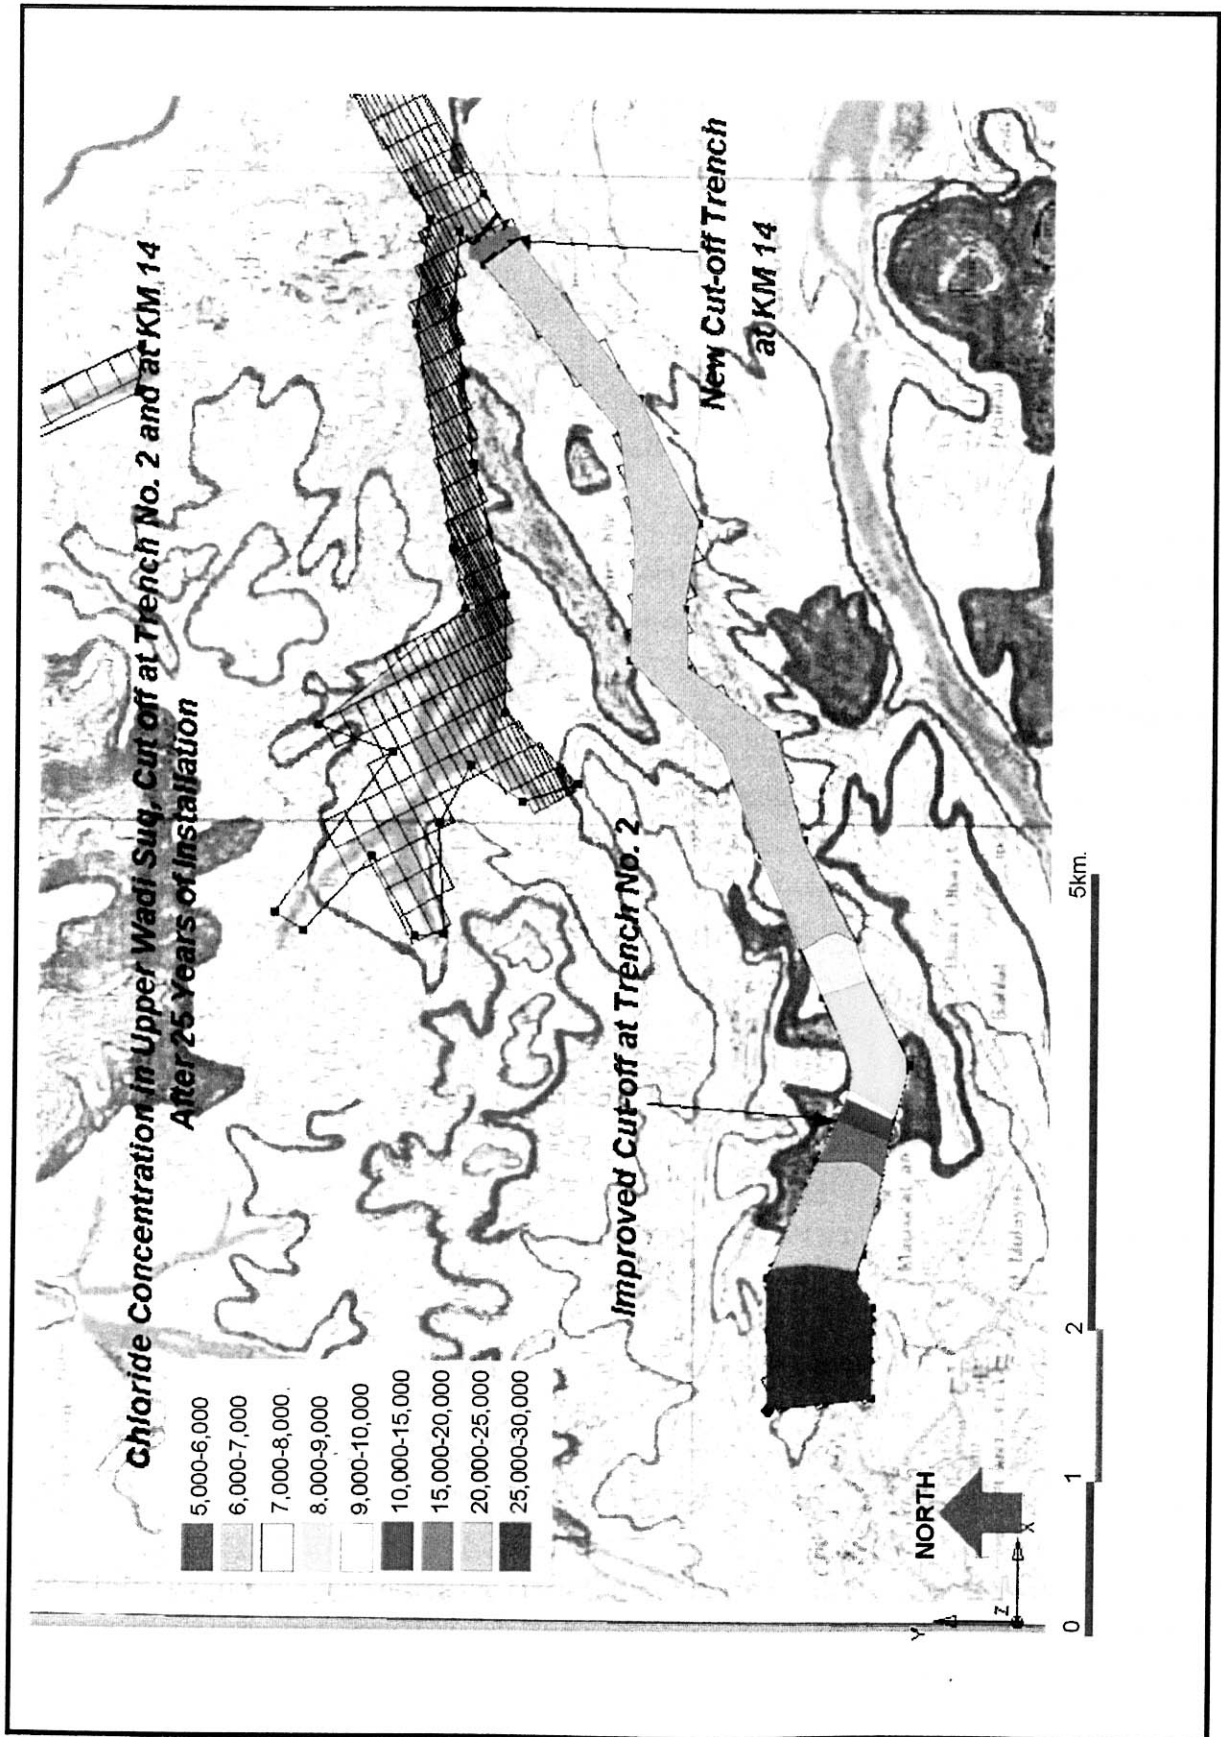 Chloride Concentration in Upper Wadi Suq, Cut off at Trench No. 2 and at KM 14
After 25 Years of Installation
5,000-6,000
6,000-7,000
7,000-8,000
8,000-9,000
9,000-10,000
10,000-15,000
15,000-20,000
20,000-25,000
25,000-30,000
Improved Cut-off at Trench No. 2
New Cut-off Trench
at KM 14
NORTH
Y
Z
X
0
1
2
5km.